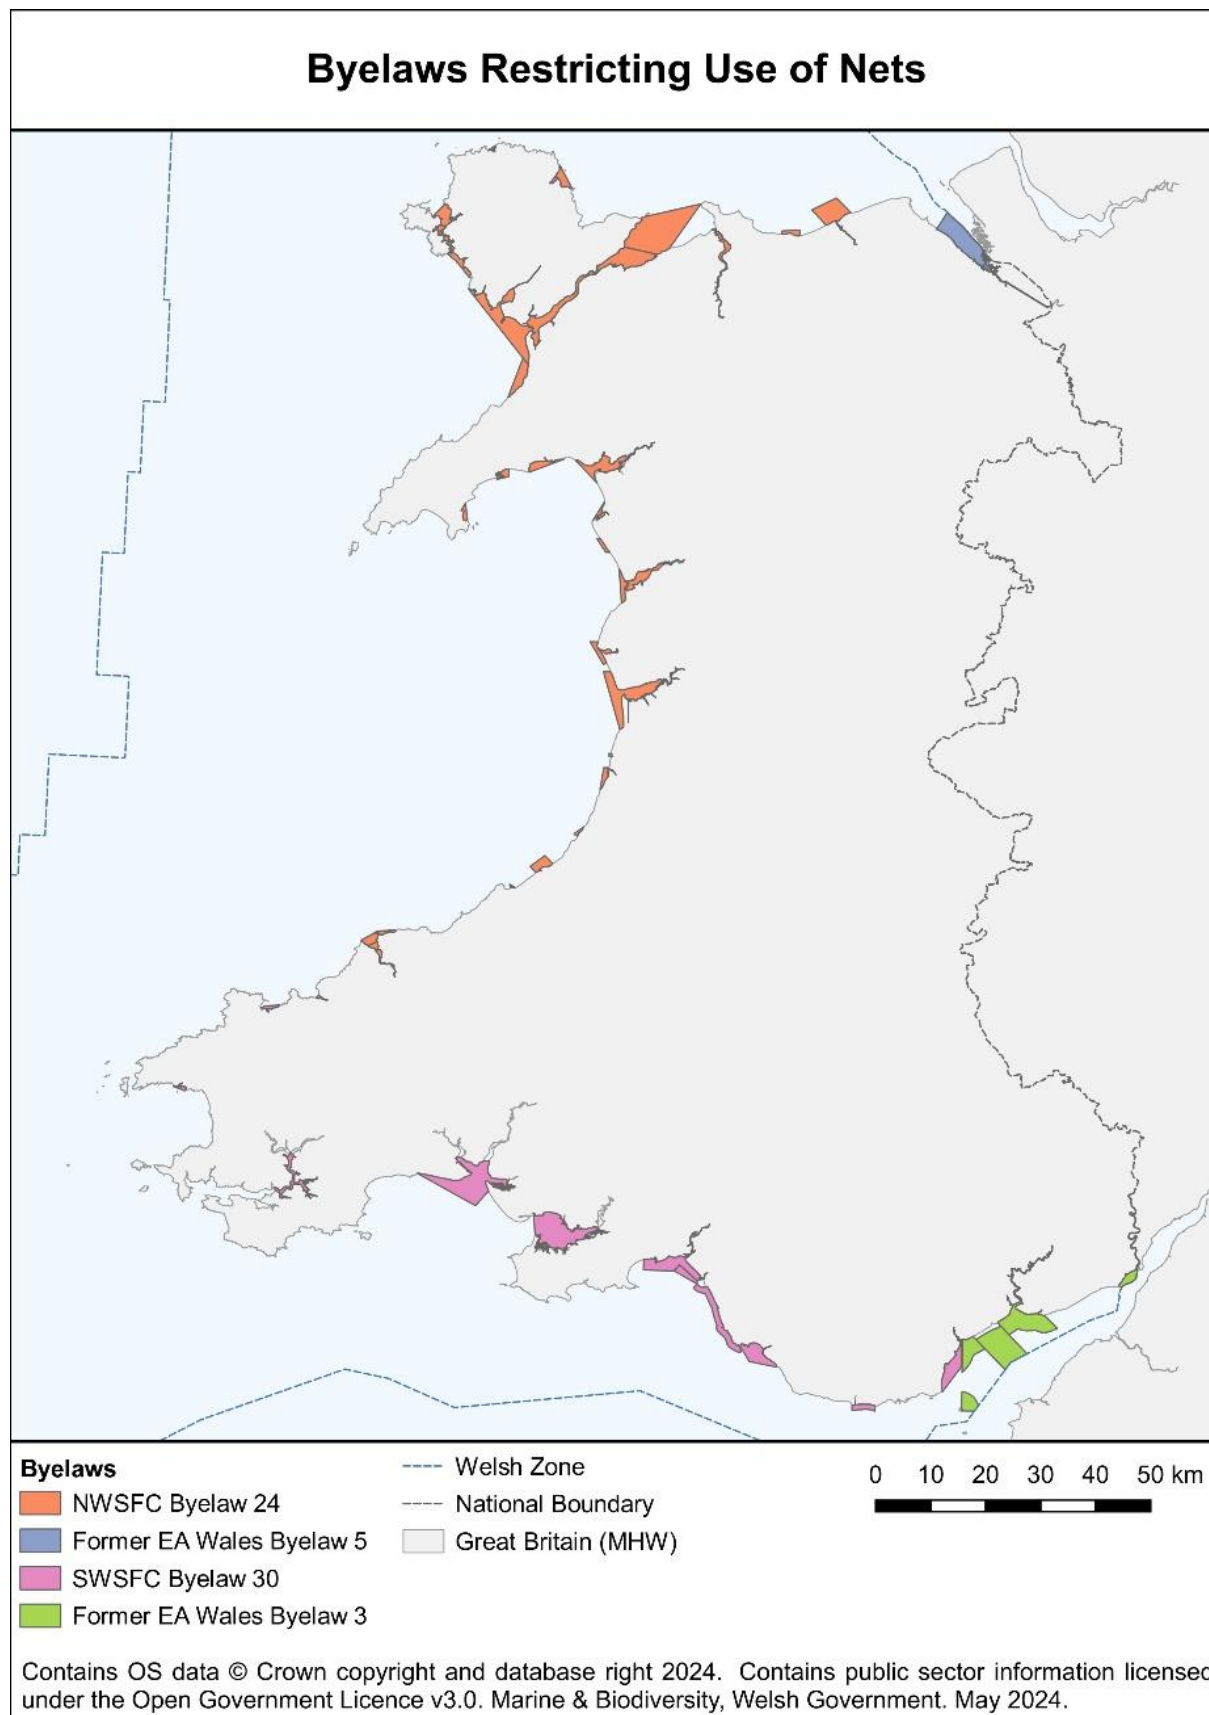 Byelaws Restricting Use of Nets
Byelaws
NWSFC Byelaw 24
Former EA Wales Byelaw 5
SWSFC Byelaw 30
Former EA Wales Byelaw 3
Welsh Zone
National Boundary
Great Britain (MHW)
0 10 20 30 40 50 km
Contains OS data © Crown copyright and database right 2024. Contains public sector information licensed
under the Open Government Licence v3.0. Marine & Biodiversity, Welsh Government. May 2024.